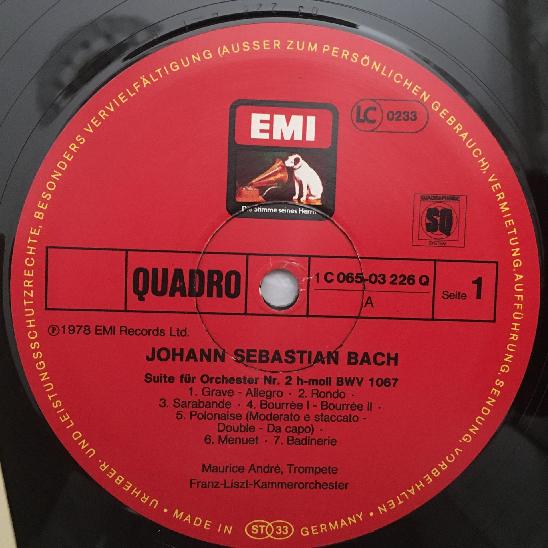 URHEBER- UND LEISTUNGSSCHUTZRECHTE, BESONDERS VERVIELFÄLTIGUNG (AUSSER ZUM PERSÖNLICHEN GEBRAUCH), VERMIETUNG, AUFFÜHRUNG, SENDUNG, VORBEHALTEN ·
EMI
LC 0233
Die Stimme seines Herrn
SQ
QUADRO
1 C 065-03 226 Q
A
Seite 1
℗ 1978 EMI Records Ltd.
JOHANN SEBASTIAN BACH
Suite für Orchester Nr. 2 h-moll BWV 1067
1. Grave - Allegro · 2. Rondo ·
3. Sarabande · 4. Bourrée I - Bourrée II ·
5. Polonaise (Moderato e staccato -
Double - Da capo) ·
6. Menuet · 7. Badinerie
Maurice André, Trompete
Franz-Liszt-Kammerorchester
· MADE IN ST 33 GERMANY ·